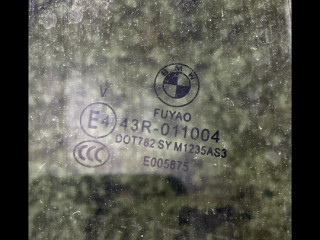 BMW
FUYAO
V
E4 43R-011004
DOT782 SY M1235AS3
CCC
E005875